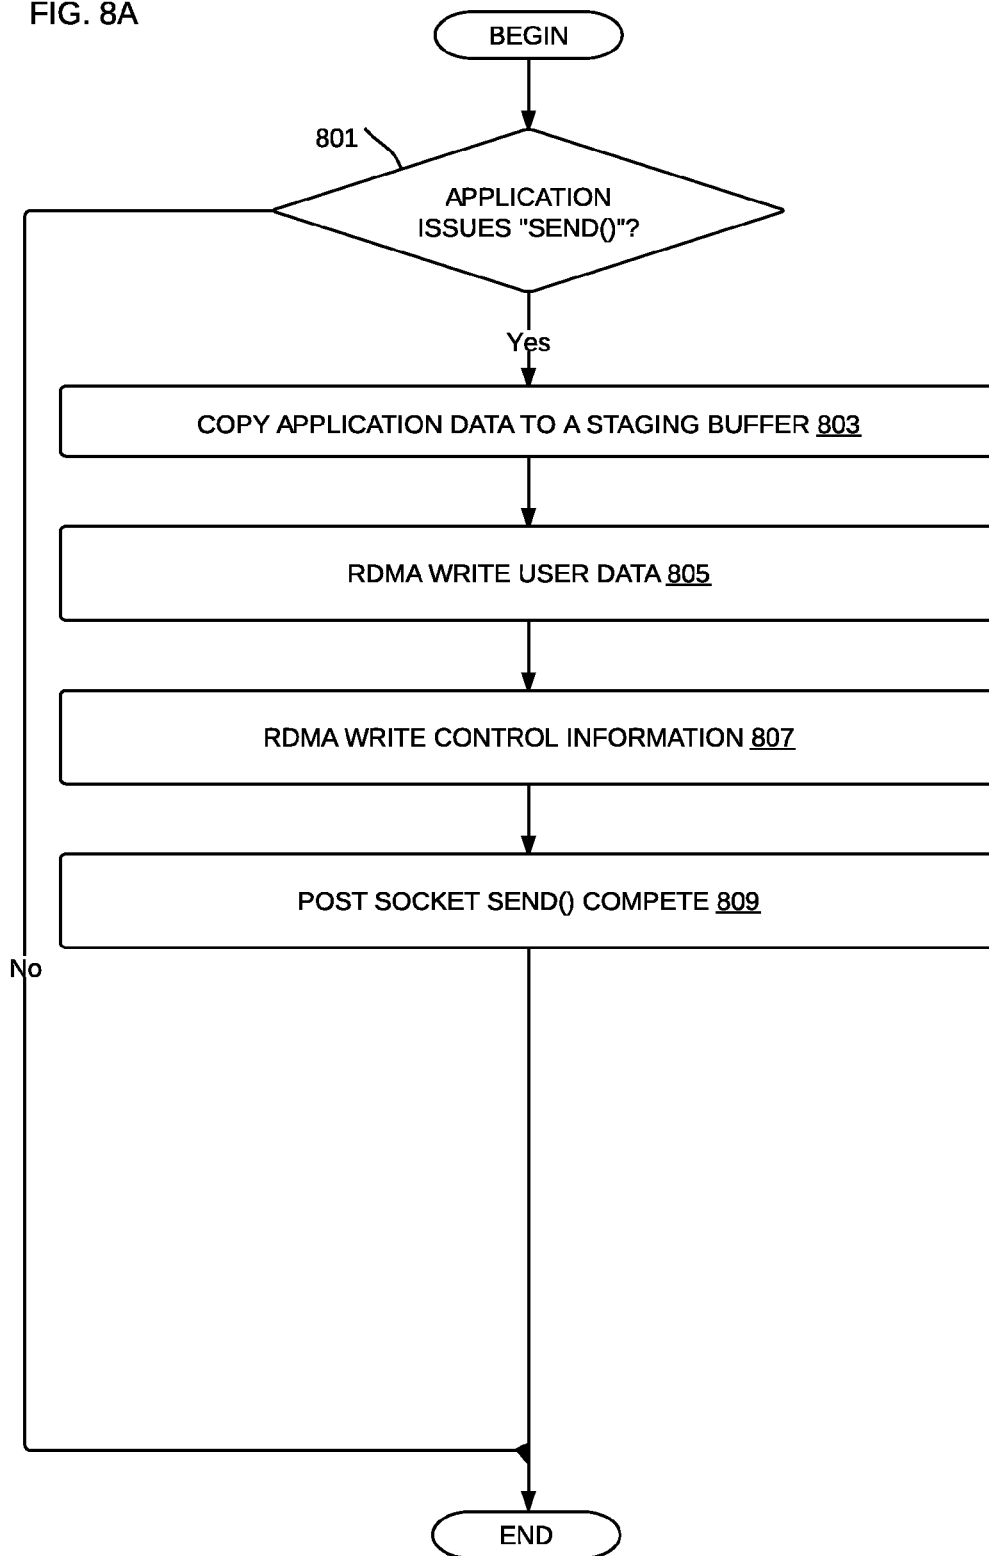 FIG. 8A
BEGIN
801
APPLICATION
ISSUES "SEND()"?
Yes
COPY APPLICATION DATA TO A STAGING BUFFER 803
RDMA WRITE USER DATA 805
RDMA WRITE CONTROL INFORMATION 807
POST SOCKET SEND() COMPETE 809
No
END